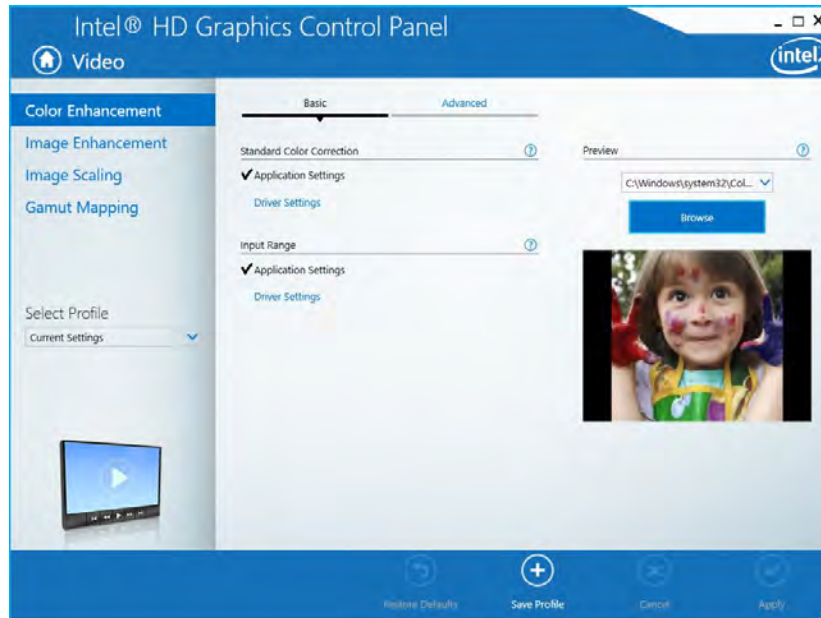 Intel® HD Graphics Control Panel
Video
intel
Color Enhancement
Image Enhancement
Image Scaling
Gamut Mapping
Select Profile
Current Settings
Basic
Advanced
Standard Color Correction
Application Settings
Driver Settings
Input Range
Application Settings
Driver Settings
Preview
C:\Windows\system32\Col...
Browse
Restore Defaults
Save Profile
Cancel
Apply